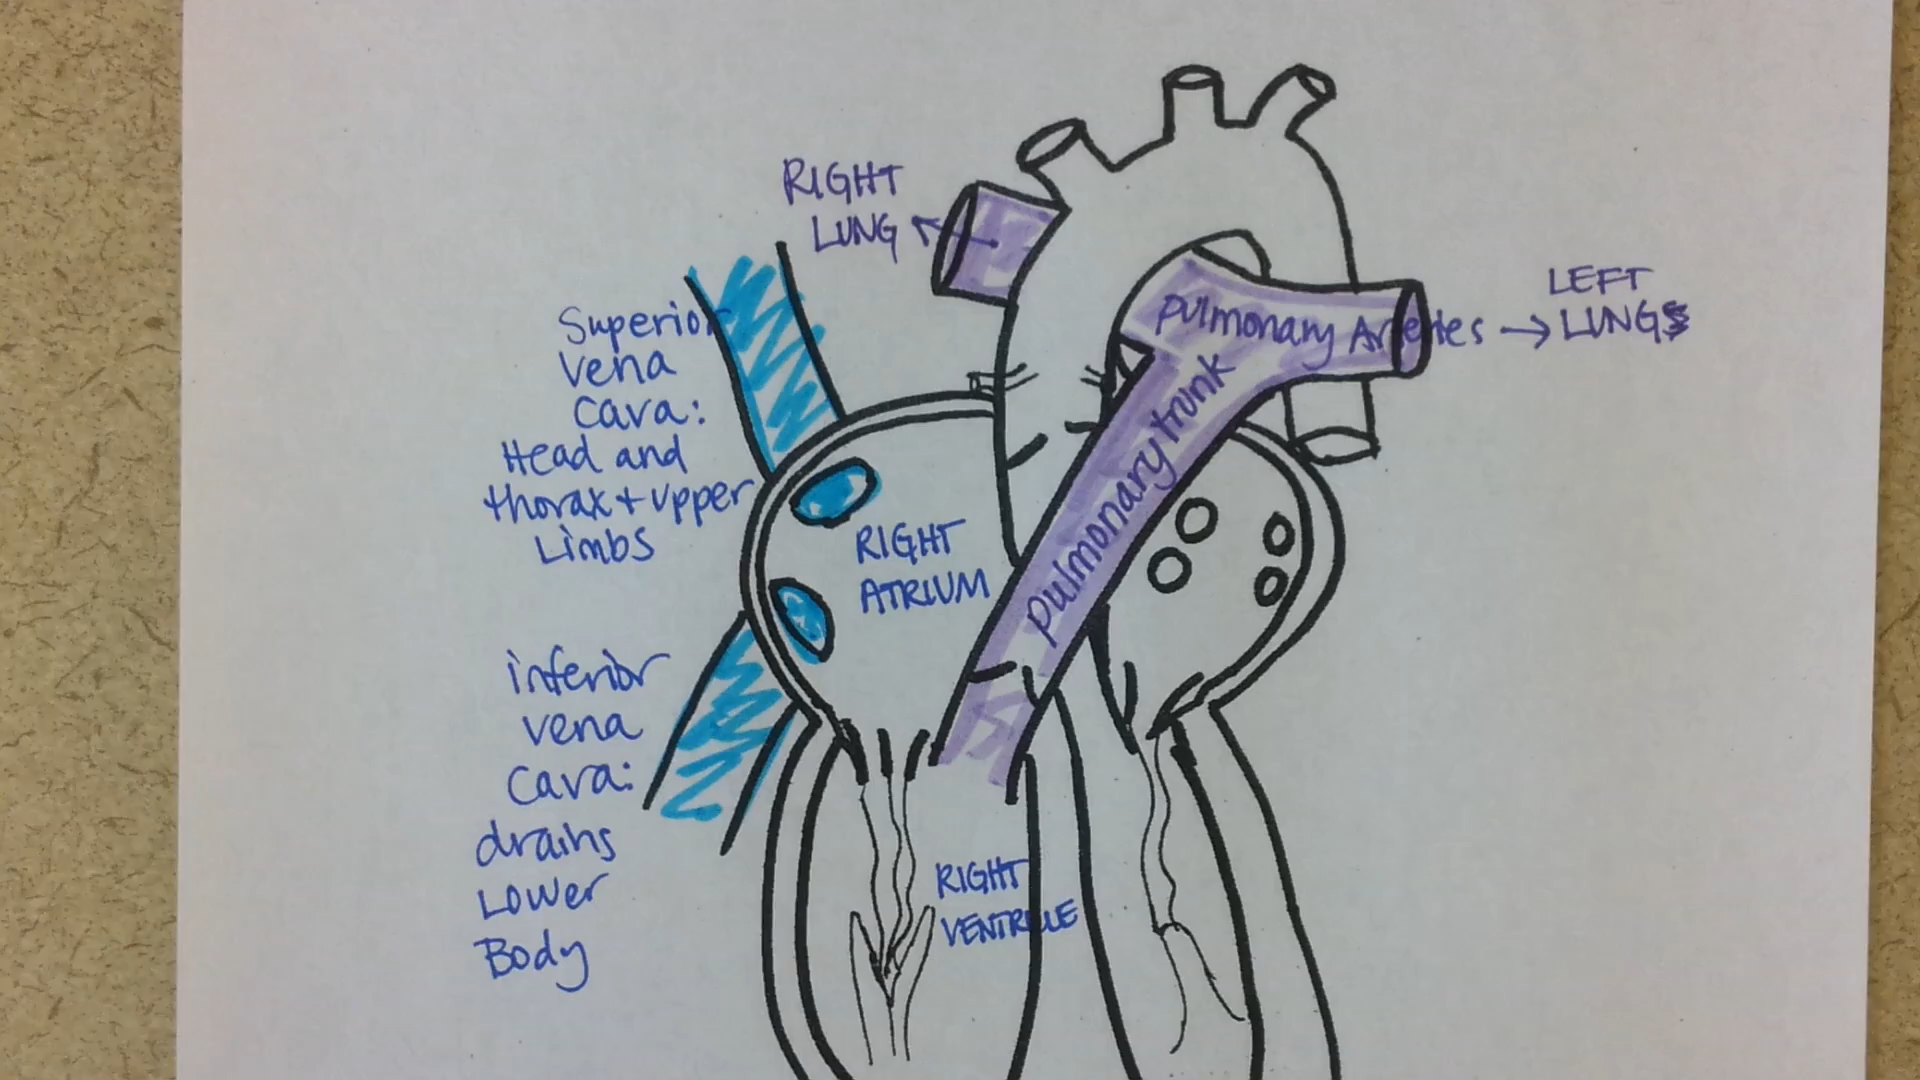 RIGHT
LUNG
Superior
vena
cava:
Head and
thorax + upper
Limbs
RIGHT
ATRIUM
inferior
vena
cava:
drains
Lower
Body
RIGHT
VENTRICLE
pulmonary trunk
pulmonary Arteries →
LEFT
LUNGS